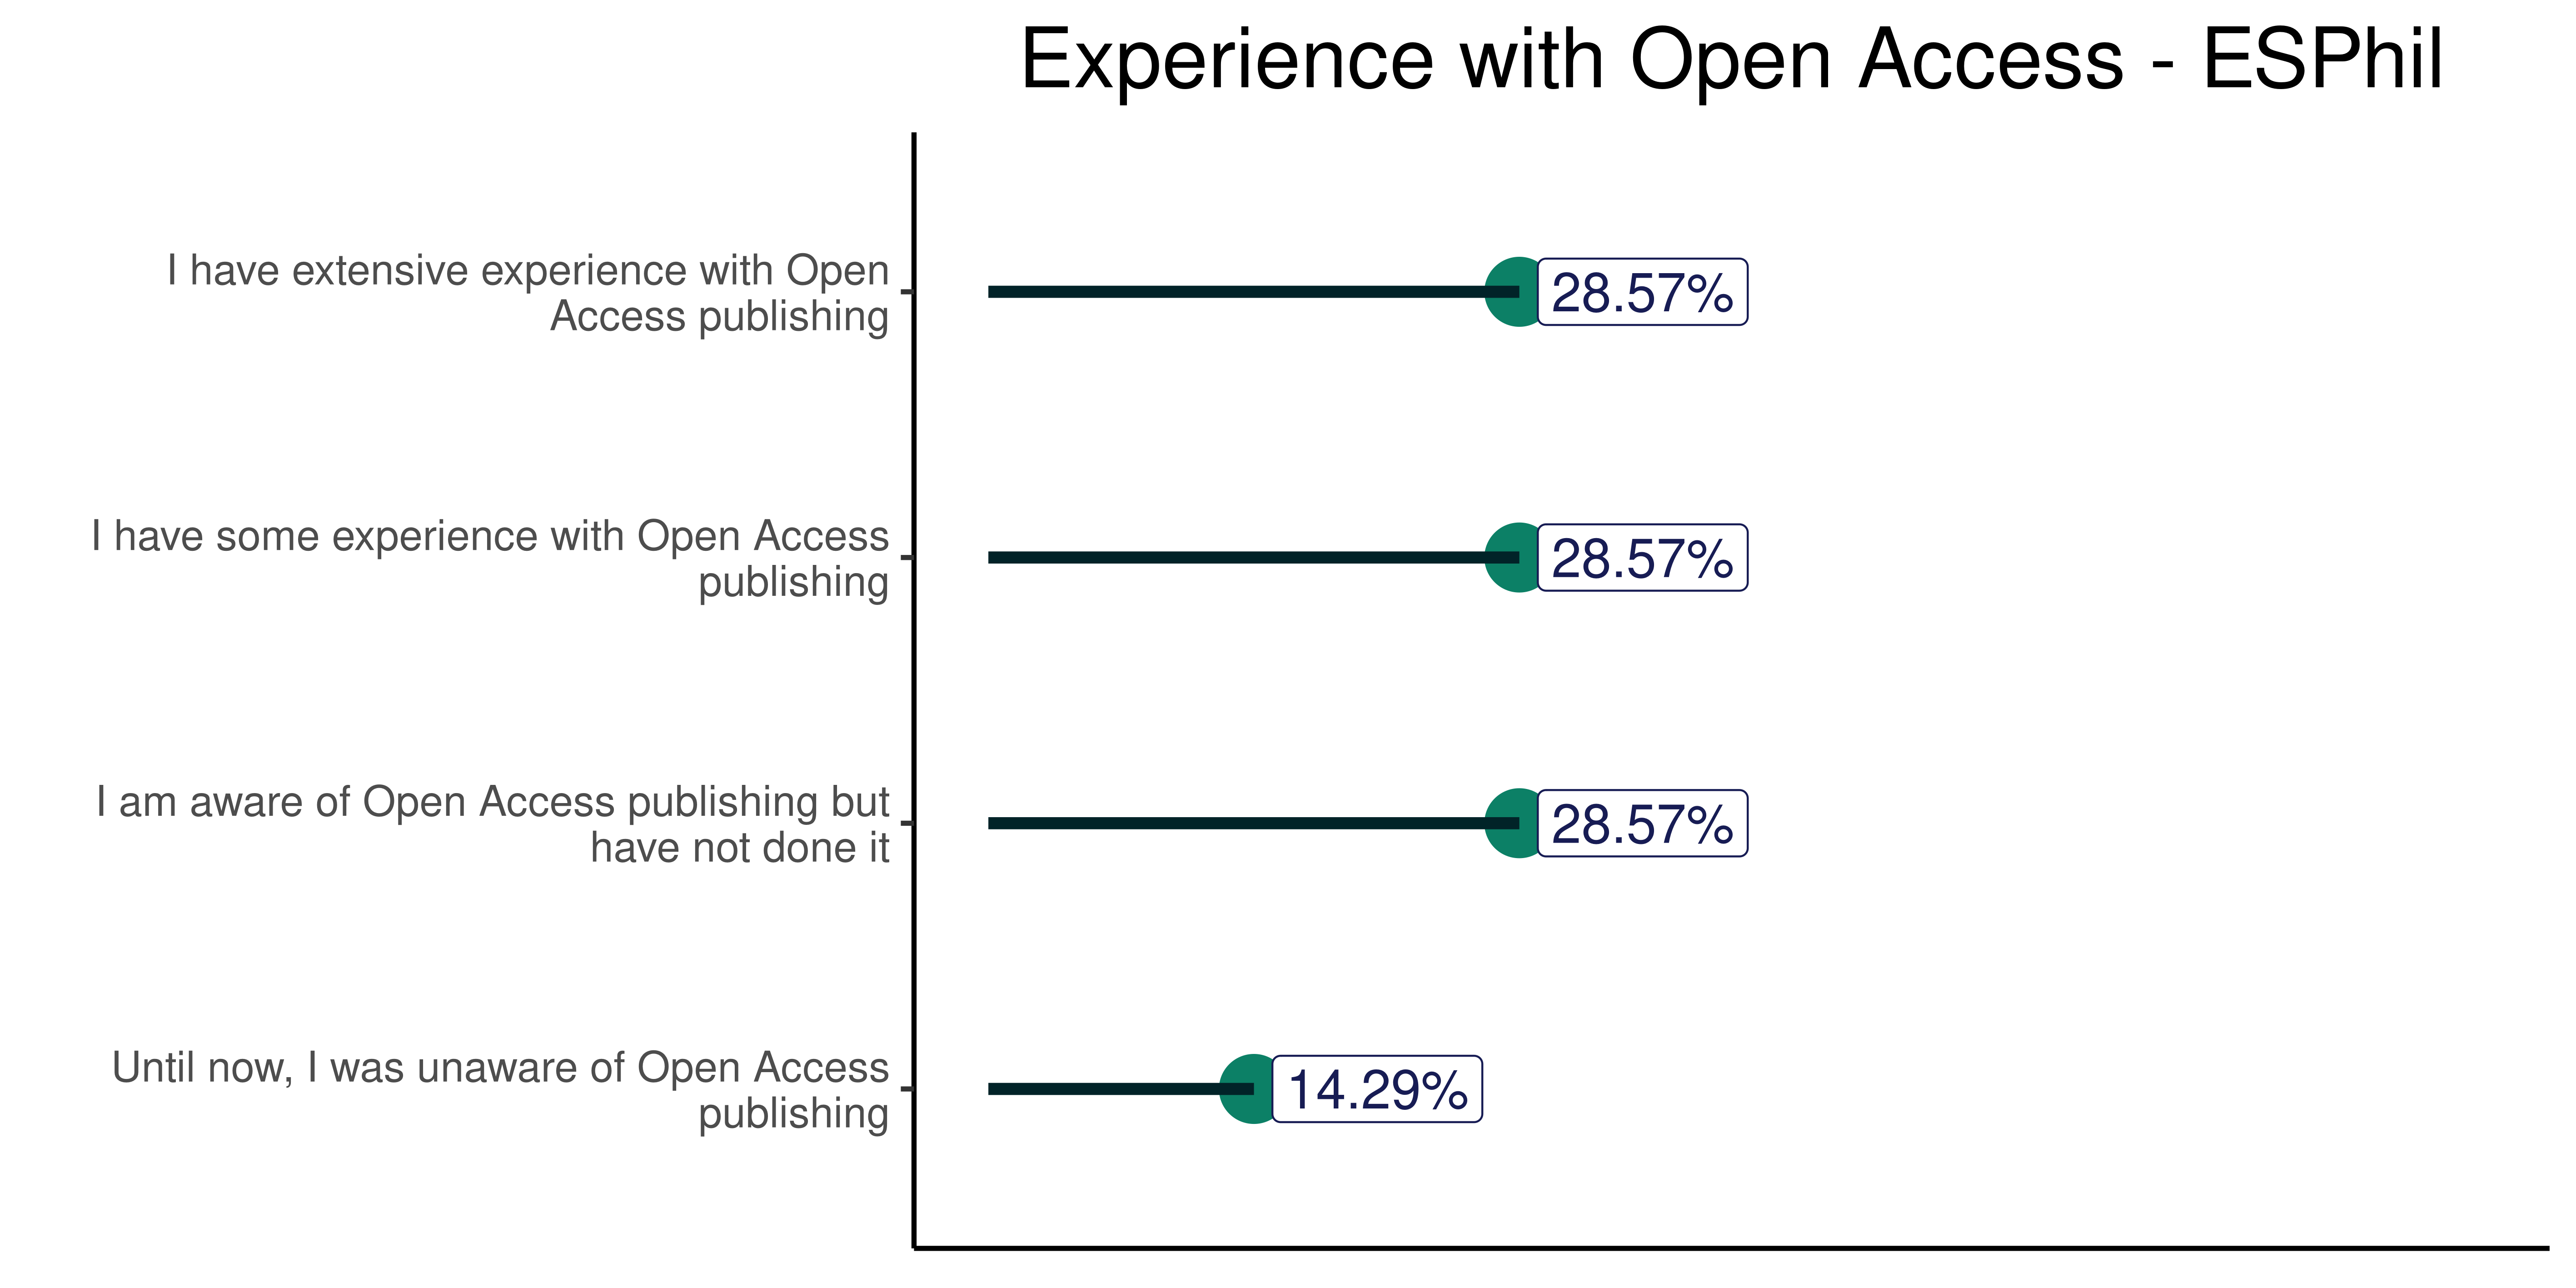 Experience with Open Access - ESPhil
I have extensive experience with Open
Access publishing
28.57%
I have some experience with Open Access
publishing
28.57%
I am aware of Open Access publishing but
have not done it
28.57%
Until now, I was unaware of Open Access
publishing
14.29%